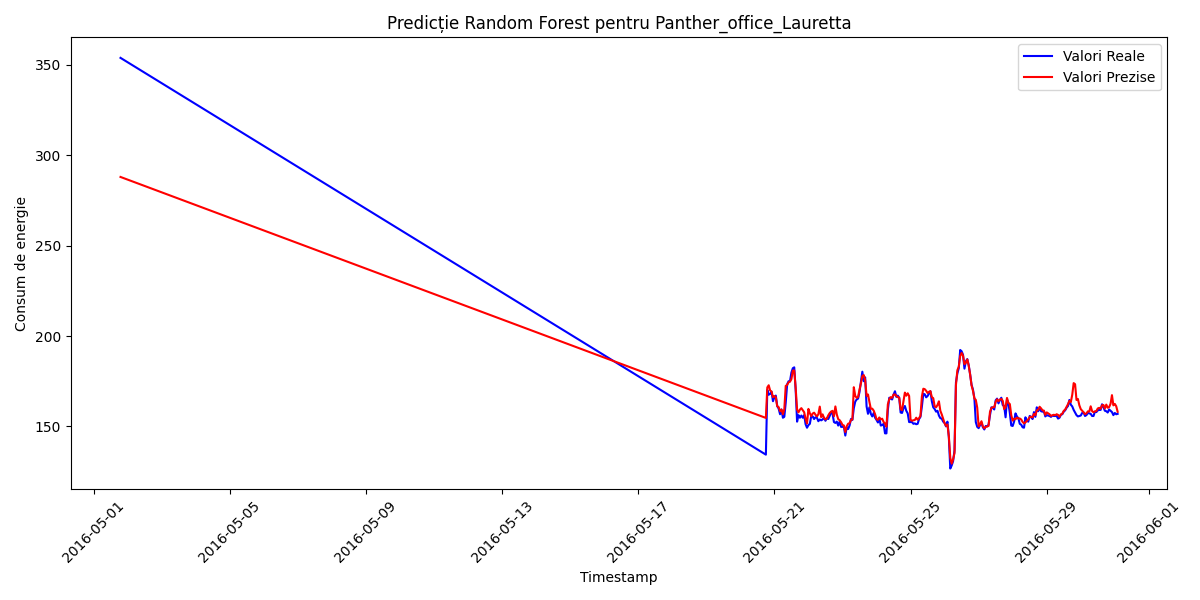 Predicție Random Forest pentru Panther_office_Lauretta
Valori Reale
Valori Prezise
Consum de energie
350
300
250
200
150
2016-05-01
2016-05-05
2016-05-09
2016-05-13
2016-05-17
2016-05-21
2016-05-25
2016-05-29
2016-06-01
Timestamp